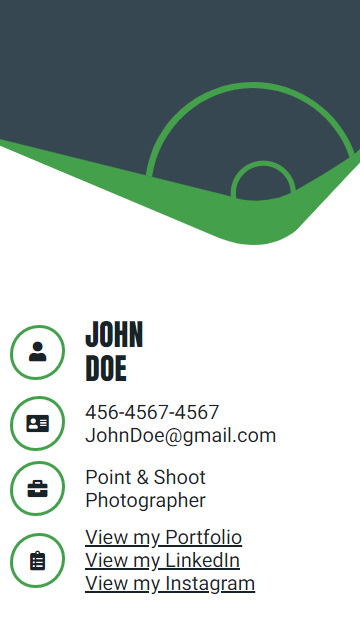 JOHN
DOE
456-4567-4567
JohnDoe@gmail.com
Point & Shoot
Photographer
View my Portfolio
View my LinkedIn
View my Instagram